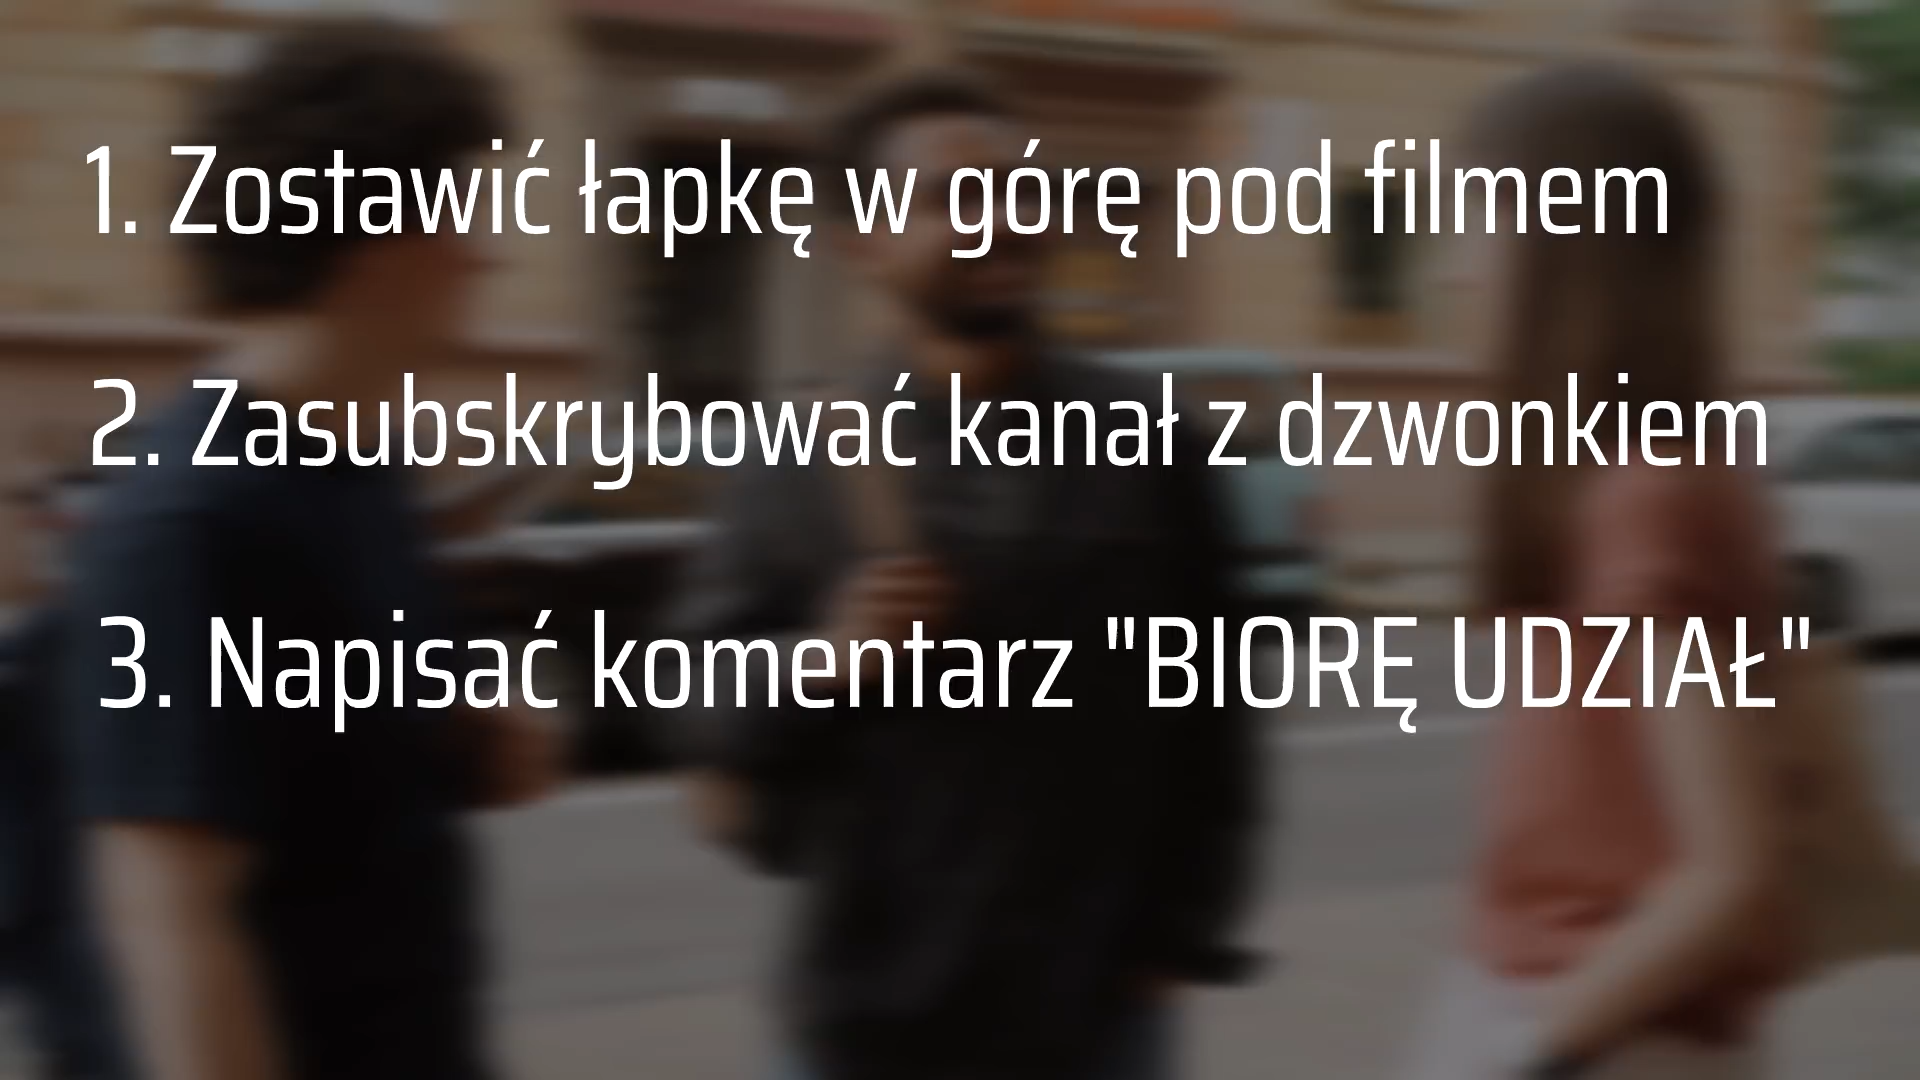 1. Zostawić łapkę w górę pod filmem
2. Zasubskrybować kanał z dzwonkiem
3. Napisać komentarz "BIORĘ UDZIAŁ"